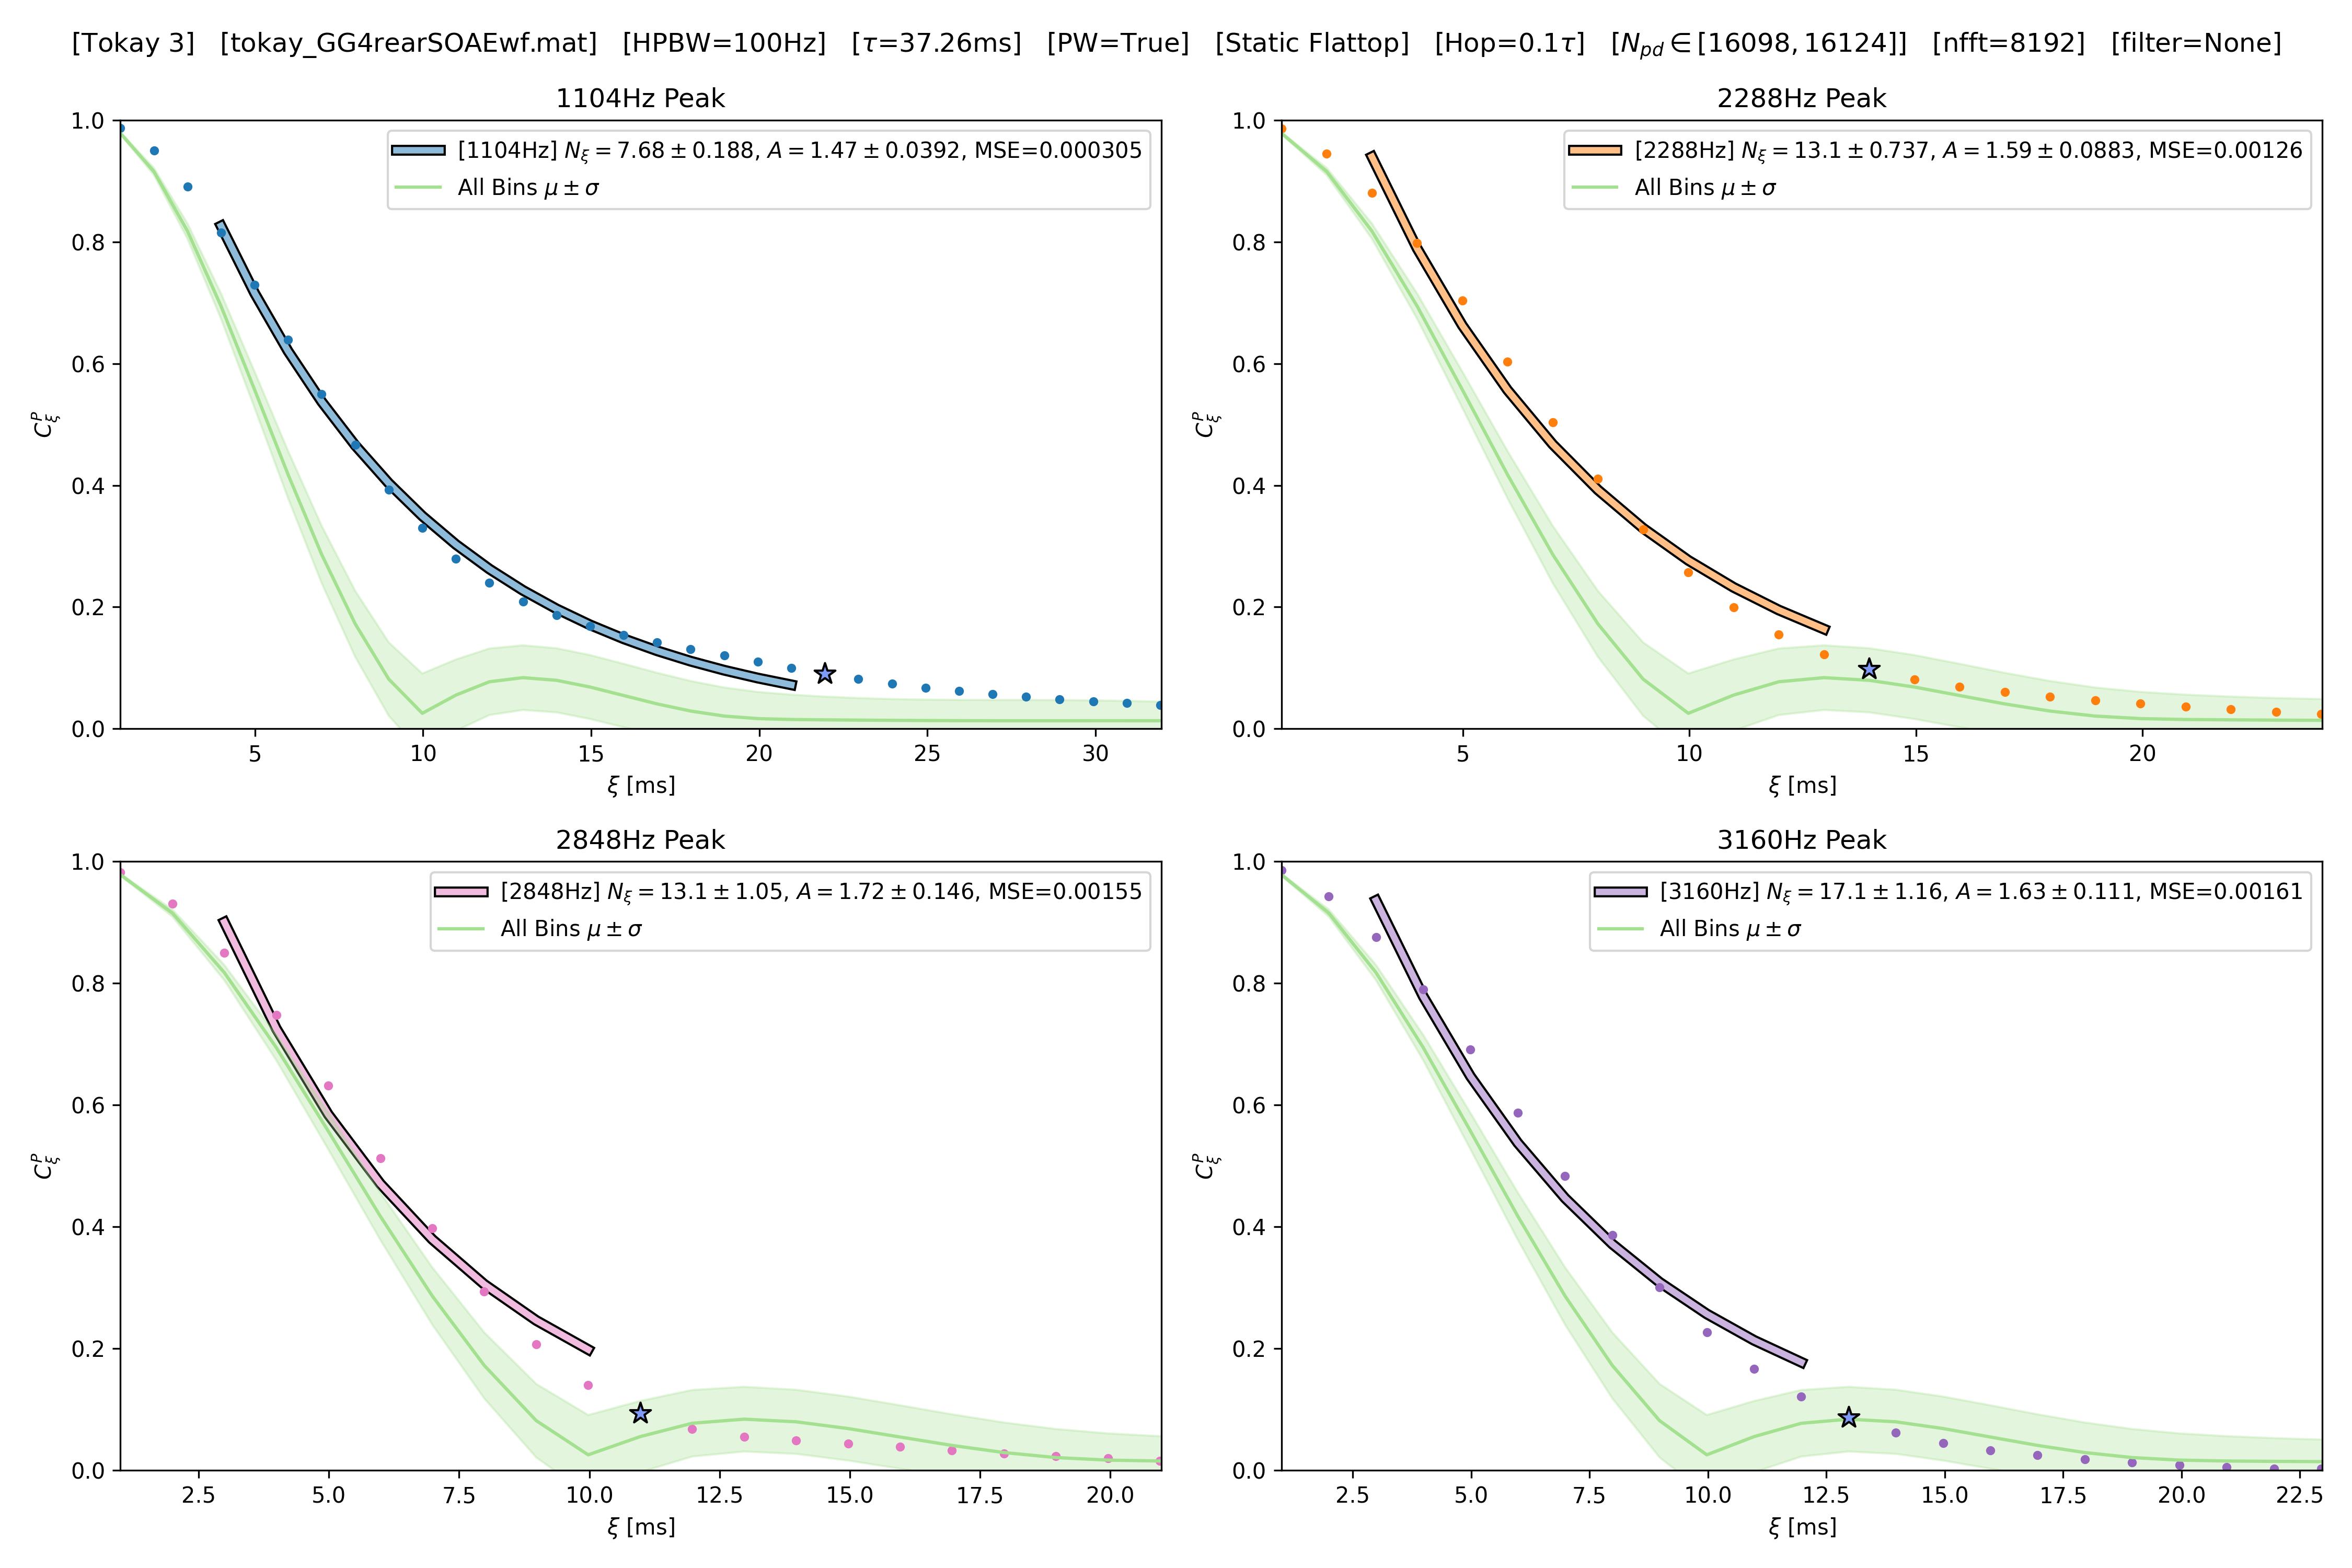 [Tokay 3] [tokay_GG4rearSOAEwf.mat] [HPBW=100Hz] [τ=37.26ms] [PW=True] [Static Flattop] [Hop=0.1τ] [N_pd ∈ [16098, 16124]] [nfft=8192] [filter=None]
1104Hz Peak
1.0
0.8
0.6
0.4
0.2
0.0
C_ξ^P
[1104Hz] N_ξ = 7.68 ± 0.188, A = 1.47 ± 0.0392, MSE=0.000305
All Bins μ ± σ
5 10 15 20 25 30
ξ [ms]
2288Hz Peak
1.0
0.8
0.6
0.4
0.2
0.0
C_ξ^P
[2288Hz] N_ξ = 13.1 ± 0.737, A = 1.59 ± 0.0883, MSE=0.00126
All Bins μ ± σ
5 10 15 20
ξ [ms]
2848Hz Peak
1.0
0.8
0.6
0.4
0.2
0.0
C_ξ^P
[2848Hz] N_ξ = 13.1 ± 1.05, A = 1.72 ± 0.146, MSE=0.00155
All Bins μ ± σ
2.5 5.0 7.5 10.0 12.5 15.0 17.5 20.0
ξ [ms]
3160Hz Peak
1.0
0.8
0.6
0.4
0.2
0.0
C_ξ^P
[3160Hz] N_ξ = 17.1 ± 1.16, A = 1.63 ± 0.111, MSE=0.00161
All Bins μ ± σ
2.5 5.0 7.5 10.0 12.5 15.0 17.5 20.0 22.5
ξ [ms]